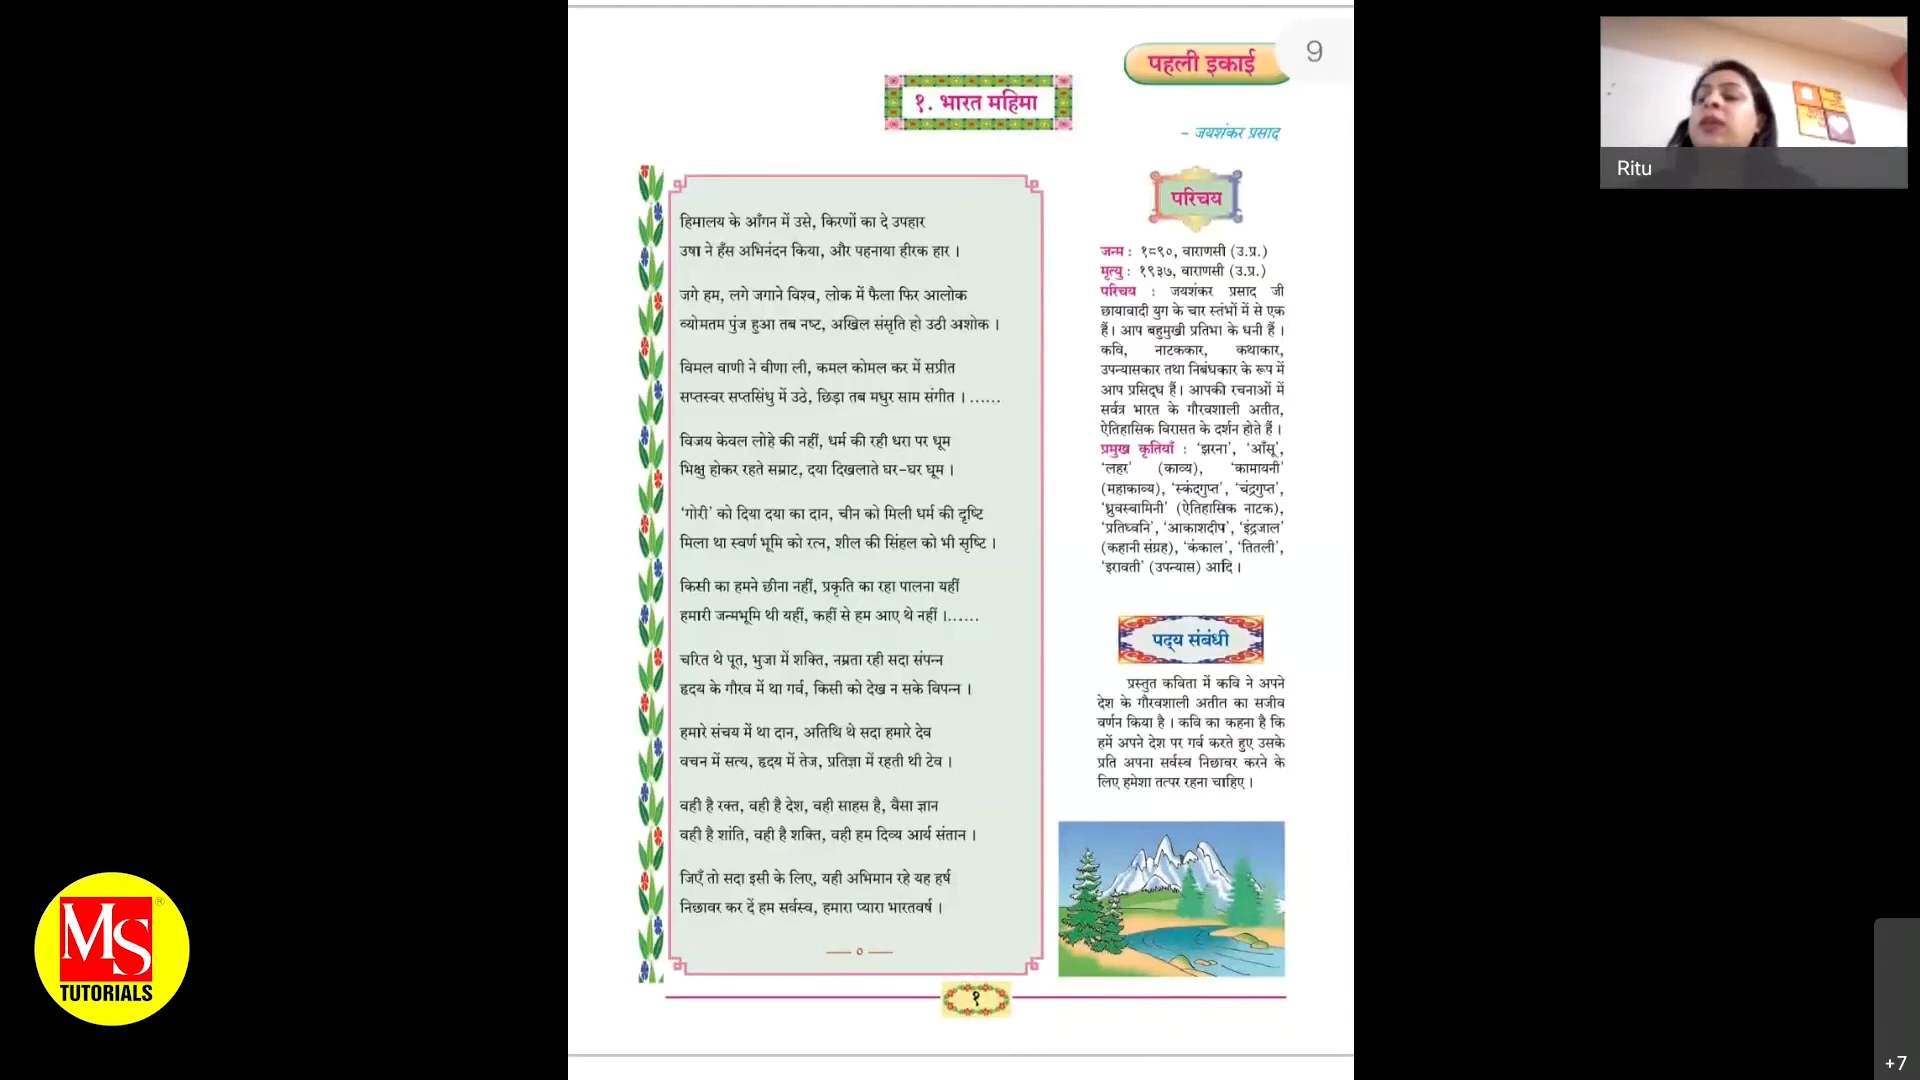 9
पहली इकाई
१. भारत महिमा
– जयशंकर प्रसाद
हिमालय के आँगन में उसे, किरणों का दे उपहार
उषा ने हँस अभिनंदन किया, और पहनाया हीरक हार ।
जगे हम, लगे जगाने विश्व, लोक में फैला फिर आलोक
व्योमतम पुंज हुआ तब नष्ट, अखिल संसृति हो उठी अशोक ।
विमल वाणी ने वीणा ली, कमल कोमल कर में सप्रीत
सप्तस्वर सप्तसिंधु में उठे, छिड़ा तब मधुर साम संगीत । ……
विजय केवल लोहे की नहीं, धर्म की रही धरा पर धूम
भिक्षु होकर रहते सम्राट, दया दिखलाते घर-घर घूम ।
‘गोरी’ को दिया दया का दान, चीन को मिली धर्म की दृष्टि
मिला था स्वर्ण भूमि को रत्न, शील की सिंहल को भी सृष्टि ।
किसी का हमने छीना नहीं, प्रकृति का रहा पालना यहीं
हमारी जन्मभूमि थी यहीं, कहीं से हम आए थे नहीं ।……
चरित थे पूत, भुजा में शक्ति, नम्रता रही सदा संपन्न
हृदय के गौरव में था गर्व, किसी को देख न सके विपन्न ।
हमारे संचय में था दान, अतिथि थे सदा हमारे देव
वचन में सत्य, हृदय में तेज, प्रतिज्ञा में रहती थी टेव ।
वही है रक्त, वही है देश, वही साहस है, वैसा ज्ञान
वही है शांति, वही है शक्ति, वही हम दिव्य आर्य संतान ।
जिएँ तो सदा इसी के लिए, यही अभिमान रहे यह हर्ष
निछावर कर दें हम सर्वस्व, हमारा प्यारा भारतवर्ष ।
परिचय
जन्म : १८९०, वाराणसी (उ.प्र.)
मृत्यु : १९३७, वाराणसी (उ.प्र.)
परिचय : जयशंकर प्रसाद जी
छायावादी युग के चार स्तंभों में से एक
हैं । आप बहुमुखी प्रतिभा के धनी हैं ।
कवि, नाटककार, कथाकार,
उपन्यासकार तथा निबंधकार के रूप में
आप प्रसिद्ध हैं । आपकी रचनाओं में
सर्वत्र भारत के गौरवशाली अतीत,
ऐतिहासिक विरासत के दर्शन होते हैं ।
प्रमुख कृतियाँ : ‘झरना’, ‘आँसू’,
‘लहर’ (काव्य), ‘कामायनी’
(महाकाव्य), ‘स्कंदगुप्त’, ‘चंद्रगुप्त’,
‘ध्रुवस्वामिनी’ (ऐतिहासिक नाटक),
‘प्रतिध्वनि’, ‘आकाशदीप’, ‘इंद्रजाल’
(कहानी संग्रह), ‘कंकाल’, ‘तितली’,
‘इरावती’ (उपन्यास) आदि ।
पद्य संबंधी
प्रस्तुत कविता में कवि ने अपने
देश के गौरवशाली अतीत का सजीव
वर्णन किया है । कवि का कहना है कि
हमें अपने देश पर गर्व करते हुए उसके
प्रति अपना सर्वस्व निछावर करने के
लिए हमेशा तत्पर रहना चाहिए ।
१
Ritu
MS
®
TUTORIALS
+7